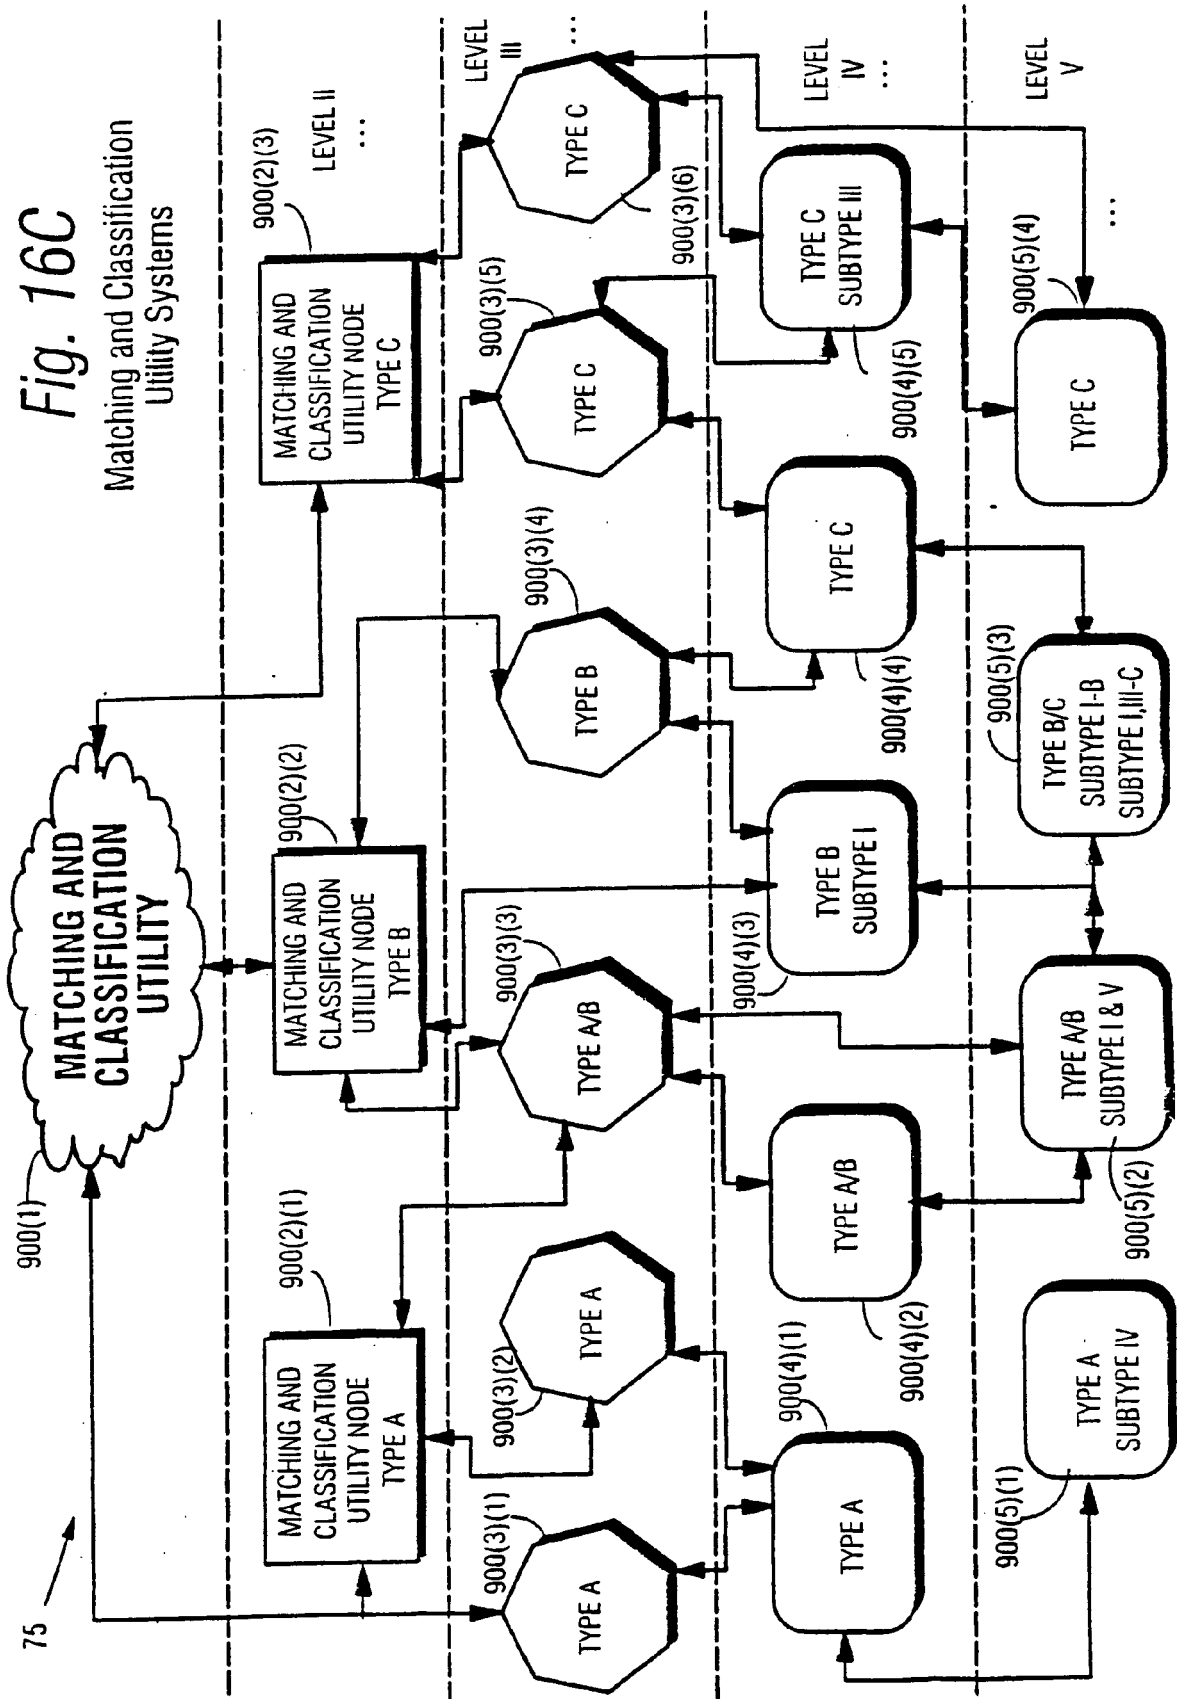 Fig. 16C
Matching and Classification
Utility Systems
75
900(1)
MATCHING AND
CLASSIFICATION
UTILITY
LEVEL II
...
900(2)(1)
MATCHING AND
CLASSIFICATION
UTILITY NODE
TYPE A
900(2)(2)
MATCHING AND
CLASSIFICATION
UTILITY NODE
TYPE B
900(2)(3)
MATCHING AND
CLASSIFICATION
UTILITY NODE
TYPE C
LEVEL
III
...
900(3)(1)
TYPE A
900(3)(2)
TYPE A
900(3)(3)
TYPE A/B
900(3)(4)
TYPE B
900(3)(5)
TYPE C
900(3)(6)
TYPE C
LEVEL
IV
...
900(4)(1)
TYPE A
900(4)(2)
TYPE A/B
900(4)(3)
TYPE B
SUBTYPE I
900(4)(4)
TYPE C
900(4)(5)
TYPE C
SUBTYPE III
LEVEL
V
...
900(5)(1)
TYPE A
SUBTYPE IV
900(5)(2)
TYPE A/B
SUBTYPE I & V
900(5)(3)
TYPE B/C
SUBTYPE I-B
SUBTYPE I,III-C
900(5)(4)
TYPE C